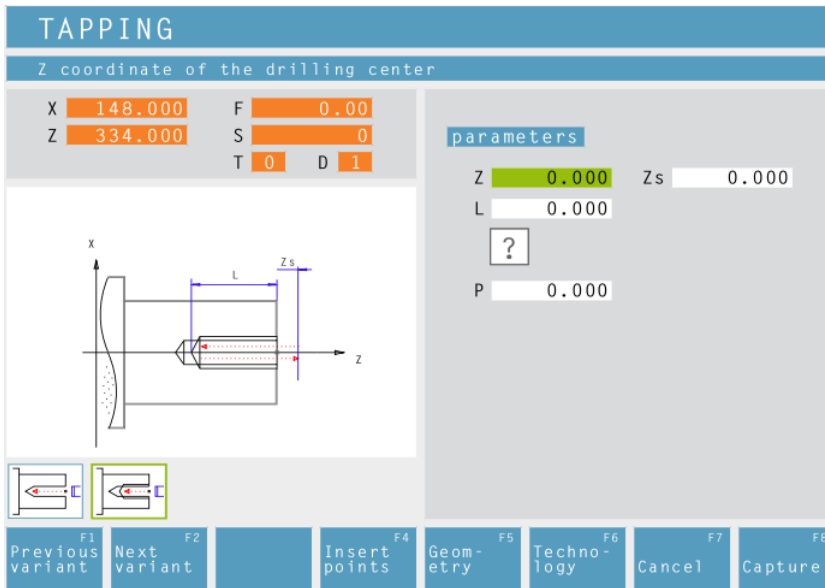 TAPPING
Z coordinate of the drilling center
X 148.000 F 0.00
Z 334.000 S 0
T 0 D 1
parameters
Z 0.000 Zs 0.000
L 0.000
?
P 0.000
X
Zs
L
Z
F1 Previous variant
F2 Next variant
F4 Insert points
F5 Geom-etry
F6 Techno-logy
F7 Cancel
F8 Capture